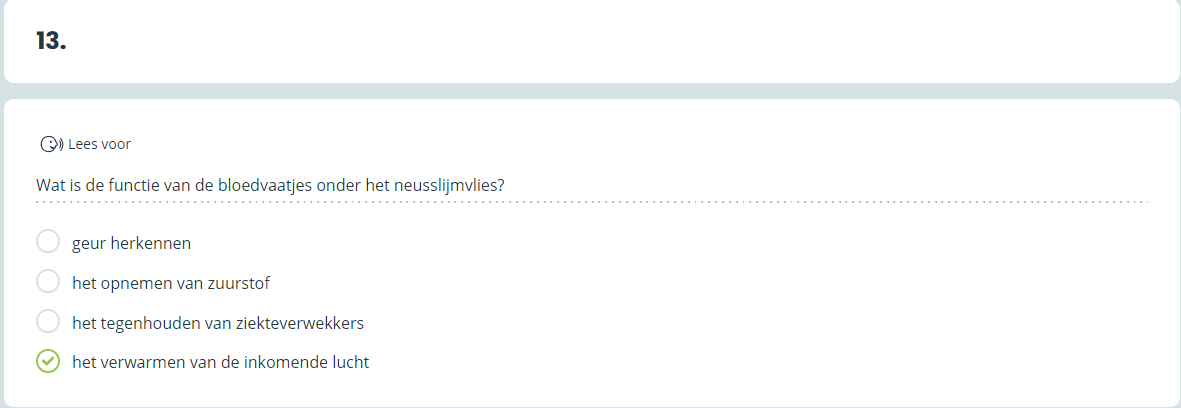 13.
Lees voor
Wat is de functie van de bloedvaatjes onder het neusslijmvlies?
geur herkennen
het opnemen van zuurstof
het tegenhouden van ziekteverwekkers
het verwarmen van de inkomende lucht